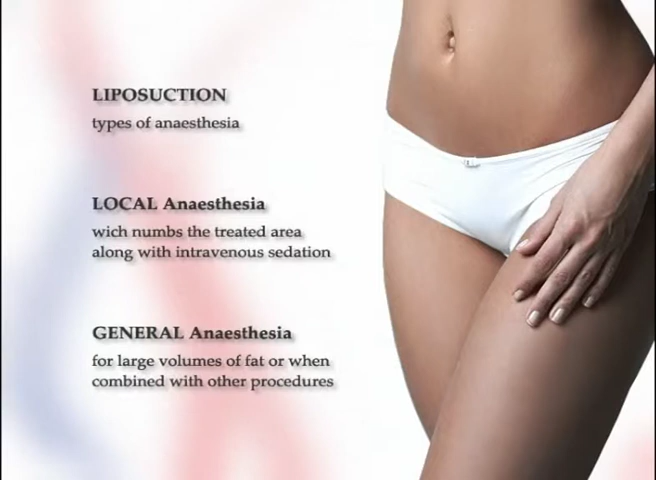 LIPOSUCTION
types of anaesthesia
LOCAL Anaesthesia
wich numbs the treated area
along with intravenous sedation
GENERAL Anaesthesia
for large volumes of fat or when
combined with other procedures